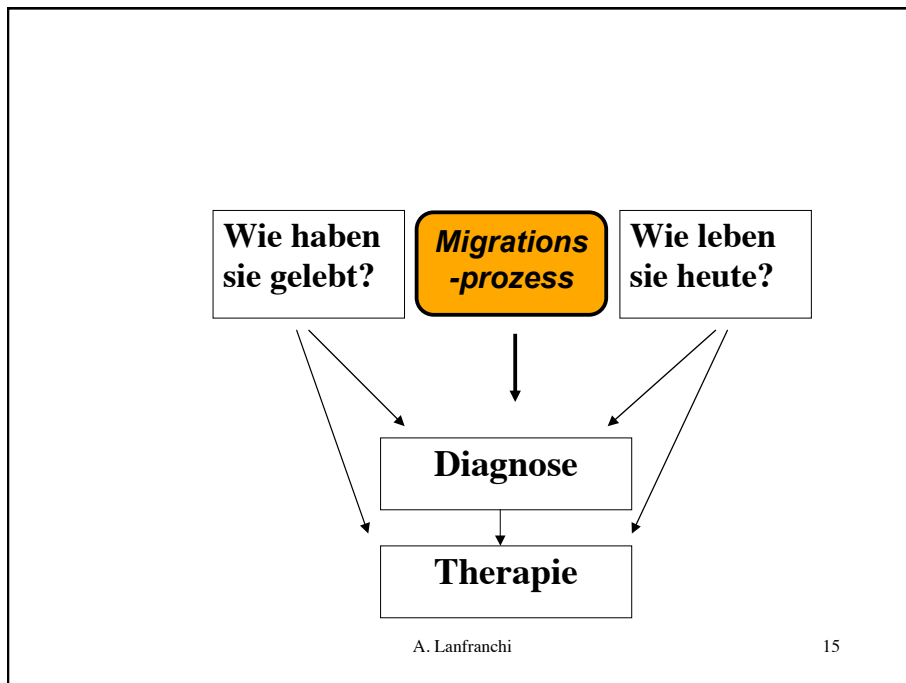 Wie haben
sie gelebt?
Migrations
-prozess
Wie leben
sie heute?
Diagnose
Therapie
A. Lanfranchi
15